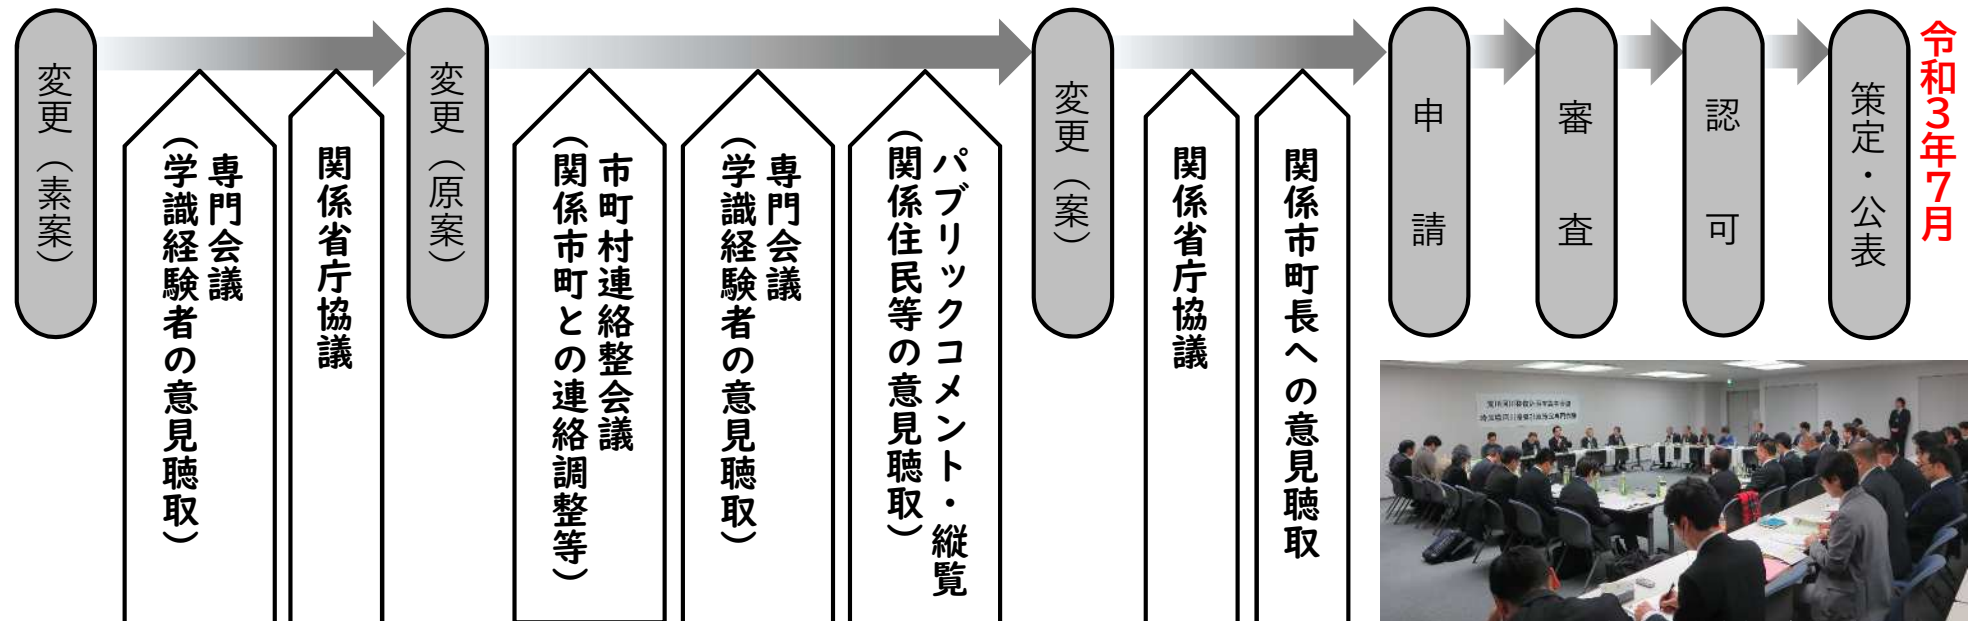 変更（素案）
専門会議
（学識経験者の意見聴取）
関係省庁協議
変更（原案）
市町村連絡整会議
（関係市町との連絡調整等）
専門会議
（学識経験者の意見聴取）
パブリックコメント・縦覧
（関係住民等の意見聴取）
変更（案）
関係省庁協議
関係市町長への意見聴取
申請
審査
認可
策定・公表
令和３年７月